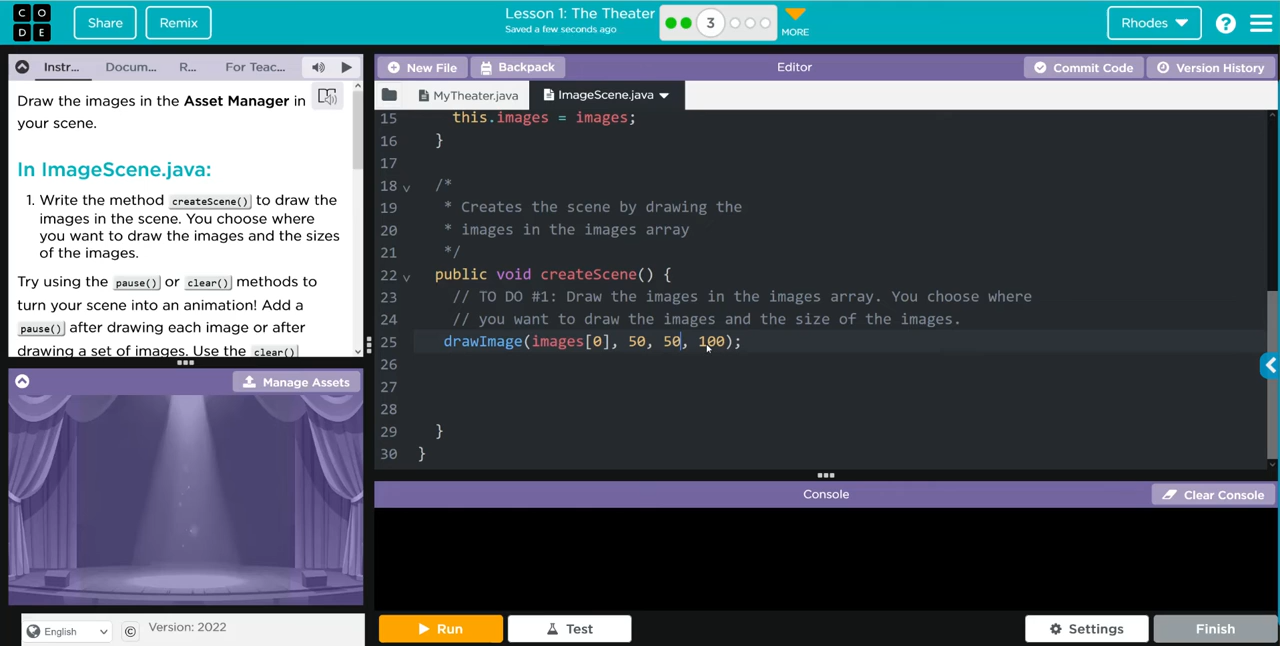 C O
D E
Share
Remix
Lesson 1: The Theater
Saved a few seconds ago
3
MORE
Rhodes
?
Instr...
Docum...
R...
For Teac...
Draw the images in the Asset Manager in
your scene.
In ImageScene.java:
1. Write the method createScene() to draw the
images in the scene. You choose where
you want to draw the images and the sizes
of the images.
Try using the pause() or clear() methods to
turn your scene into an animation! Add a
pause() after drawing each image or after
drawing a set of images. Use the clear()
Manage Assets
English
©
Version: 2022
New File
Backpack
Editor
Commit Code
Version History
MyTheater.java
ImageScene.java
15 this.images = images;
16 }
17
18 /*
19 * Creates the scene by drawing the
20 * images in the images array
21 */
22 public void createScene() {
23 // TO DO #1: Draw the images in the images array. You choose where
24 // you want to draw the images and the size of the images.
25 drawImage(images[0], 50, 50, 100);
26
27
28
29 }
30 }
Console
Clear Console
Run
Test
Settings
Finish